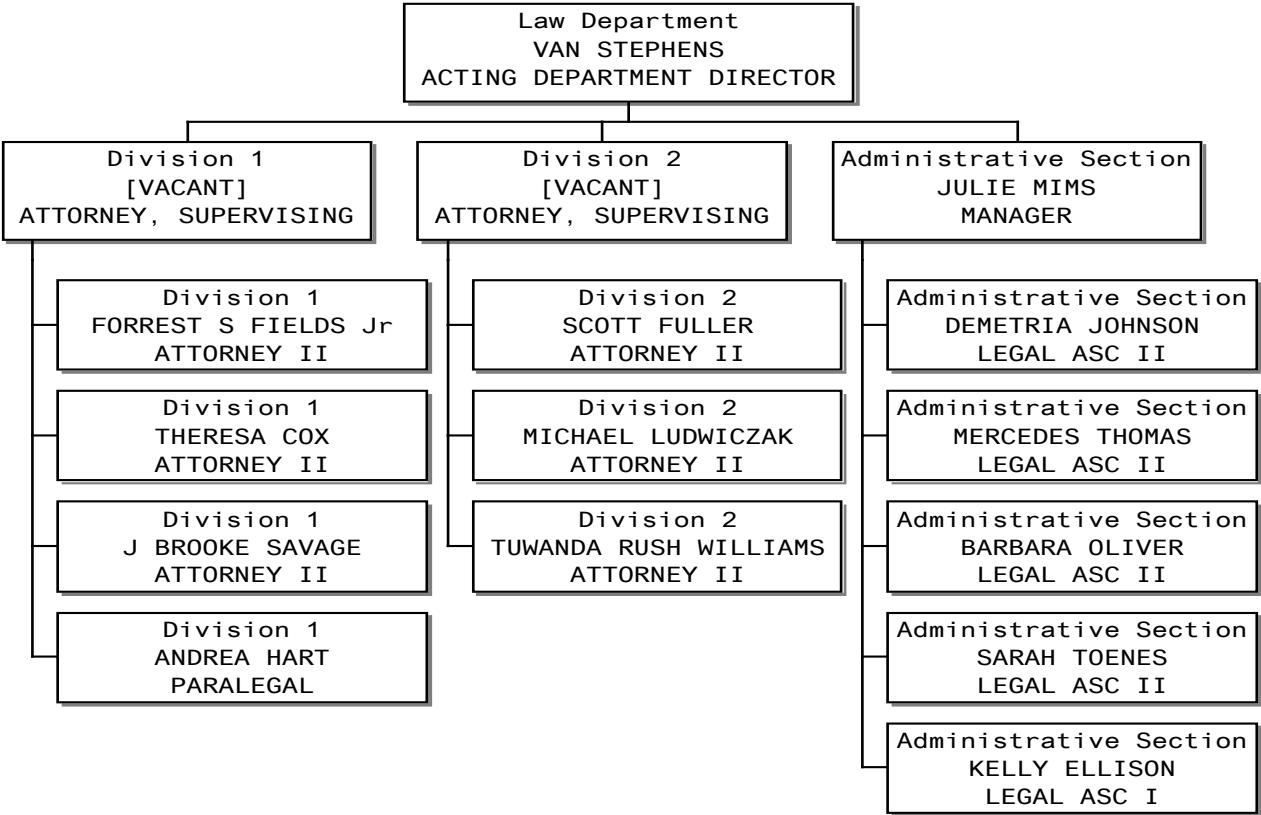 Law Department
VAN STEPHENS
ACTING DEPARTMENT DIRECTOR
Division 1
[VACANT]
ATTORNEY, SUPERVISING
Division 1
FORREST S FIELDS Jr
ATTORNEY II
Division 1
THERESA COX
ATTORNEY II
Division 1
J BROOKE SAVAGE
ATTORNEY II
Division 1
ANDREA HART
PARALEGAL
Division 2
[VACANT]
ATTORNEY, SUPERVISING
Division 2
SCOTT FULLER
ATTORNEY II
Division 2
MICHAEL LUDWICZAK
ATTORNEY II
Division 2
TUWANDA RUSH WILLIAMS
ATTORNEY II
Administrative Section
JULIE MIMS
MANAGER
Administrative Section
DEMETRIA JOHNSON
LEGAL ASC II
Administrative Section
MERCEDES THOMAS
LEGAL ASC II
Administrative Section
BARBARA OLIVER
LEGAL ASC II
Administrative Section
SARAH TOENES
LEGAL ASC II
Administrative Section
KELLY ELLISON
LEGAL ASC I